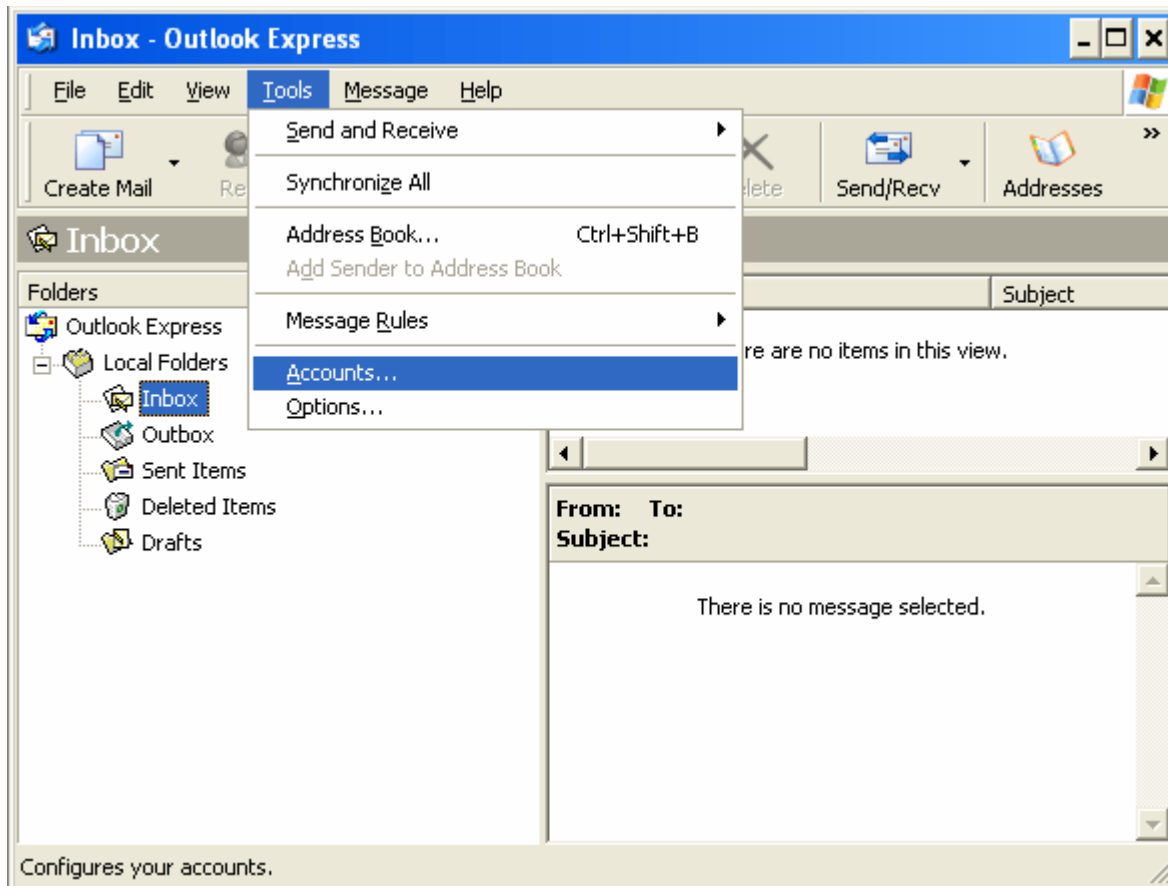 Inbox - Outlook Express
File Edit View Tools Message Help
Create Mail Re lete Send/Recv Addresses »
Send and Receive
Synchronize All
Address Book... Ctrl+Shift+B
Add Sender to Address Book
Message Rules
Accounts...
Options...
Inbox
Folders
Outlook Express
Local Folders
Inbox
Outbox
Sent Items
Deleted Items
Drafts
Subject
re are no items in this view.
From: To:
Subject:
There is no message selected.
Configures your accounts.